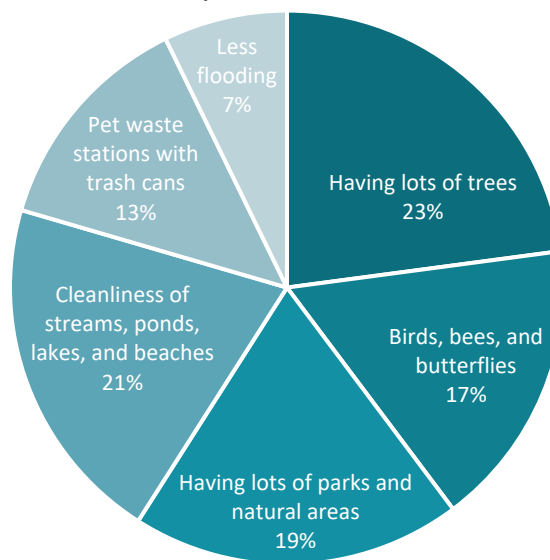 Less
flooding
7%
Pet waste
stations with
trash cans
13%
Having lots of trees
23%
Cleanliness of
streams, ponds,
lakes, and beaches
21%
Birds, bees, and
butterflies
17%
Having lots of parks and
natural areas
19%